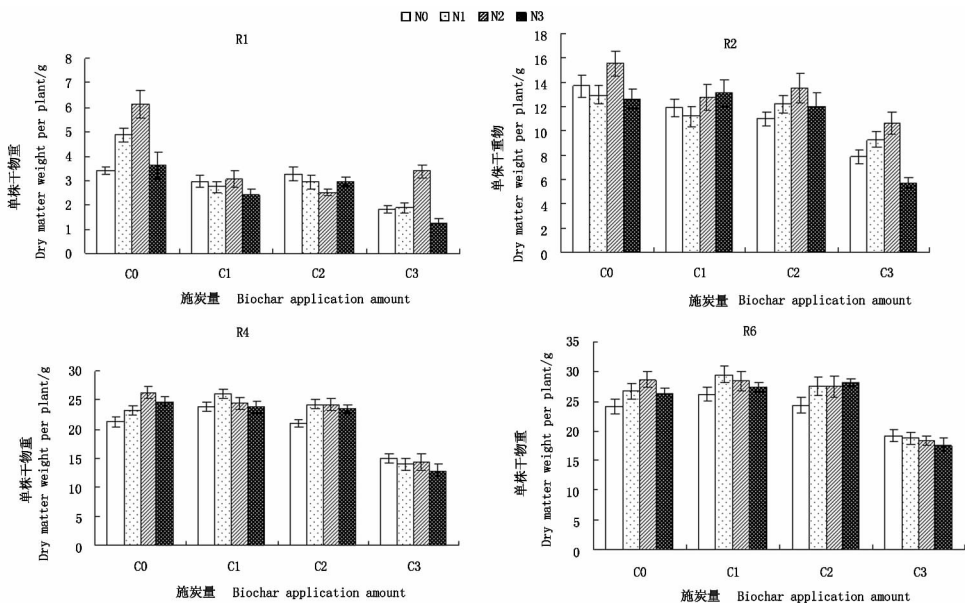 N0 N1 N2 N3
R1
单株干物重
Dry matter weight per plant/g
8
7
6
5
4
3
2
1
0
C0 C1 C2 C3
施炭量 Biochar application amount
R2
单株干重物
Dry matter weight per plant/g
18
16
14
12
10
8
6
4
2
0
C0 C1 C2 C3
施炭量 Biochar application amount
R4
单株干物重
Dry matter weight per plant/g
30
25
20
15
10
5
0
C0 C1 C2 C3
施炭量 Biochar application amount
R6
单株干物重
Dry matter weight per plant/g
35
30
25
20
15
10
5
0
C0 C1 C2 C3
施炭量 Biochar application amount